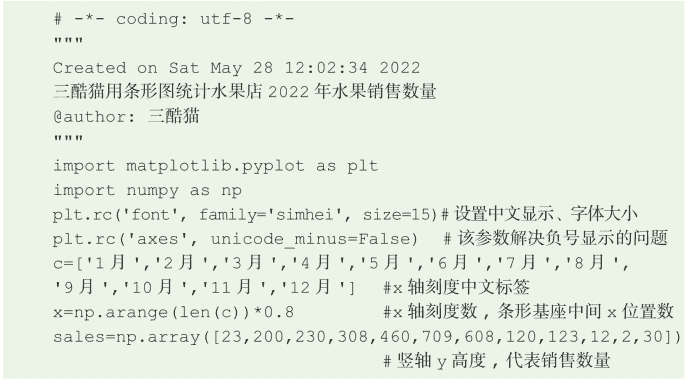 # -*- coding: utf-8 -*-
"""
Created on Sat May 28 12:02:34 2022
三酷猫用条形图统计水果店 2022 年水果销售数量
@author: 三酷猫
"""
import matplotlib.pyplot as plt
import numpy as np
plt.rc('font', family='simhei', size=15)# 设置中文显示、字体大小
plt.rc('axes', unicode_minus=False)  # 该参数解决负号显示的问题
c=['1 月 ','2 月 ','3 月 ','4 月 ','5 月 ','6 月 ','7 月 ','8 月 ',
'9 月 ','10 月 ','11 月 ','12 月 ']  #x 轴刻度中文标签
x=np.arange(len(c))*0.8  #x 轴刻度数，条形基座中间 x 位置数
sales=np.array([23,200,230,308,460,709,608,120,123,12,2,30])
# 竖轴 y 高度，代表销售数量